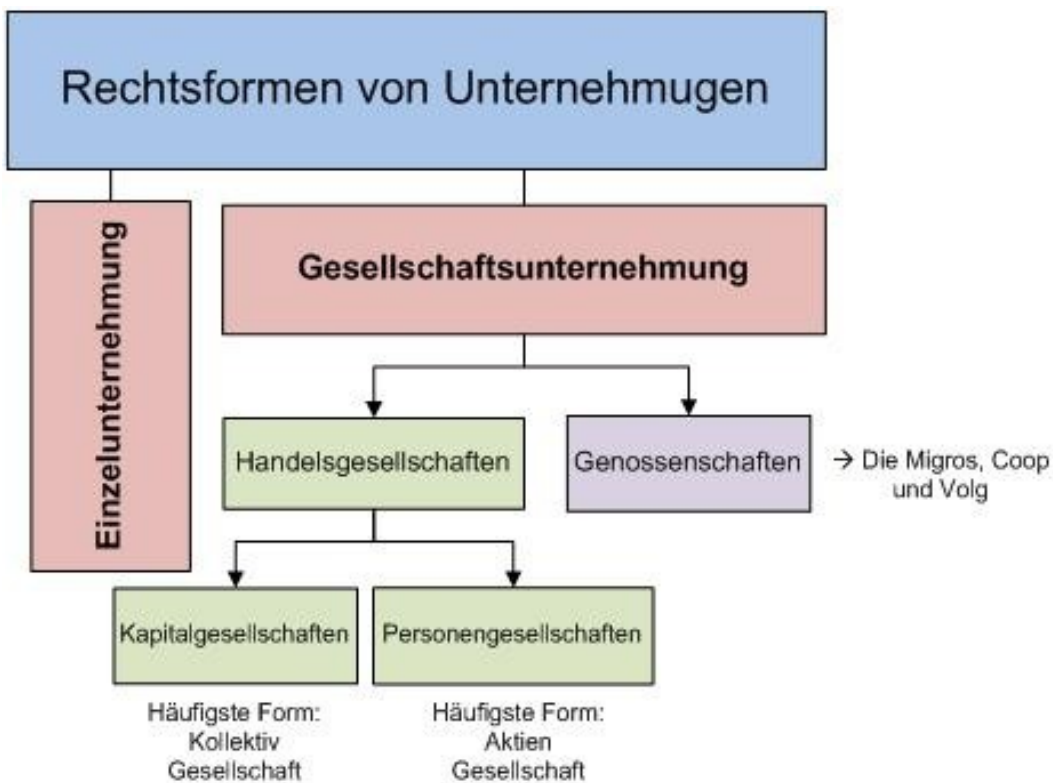 Rechtsformen von Unternehmugen
Einzelunternehmung
Gesellschaftsunternehmung
Handelsgesellschaften
Genossenschaften
→ Die Migros, Coop
und Volg
Kapitalgesellschaften
Personengesellschaften
Häufigste Form:
Kollektiv
Gesellschaft
Häufigste Form:
Aktien
Gesellschaft